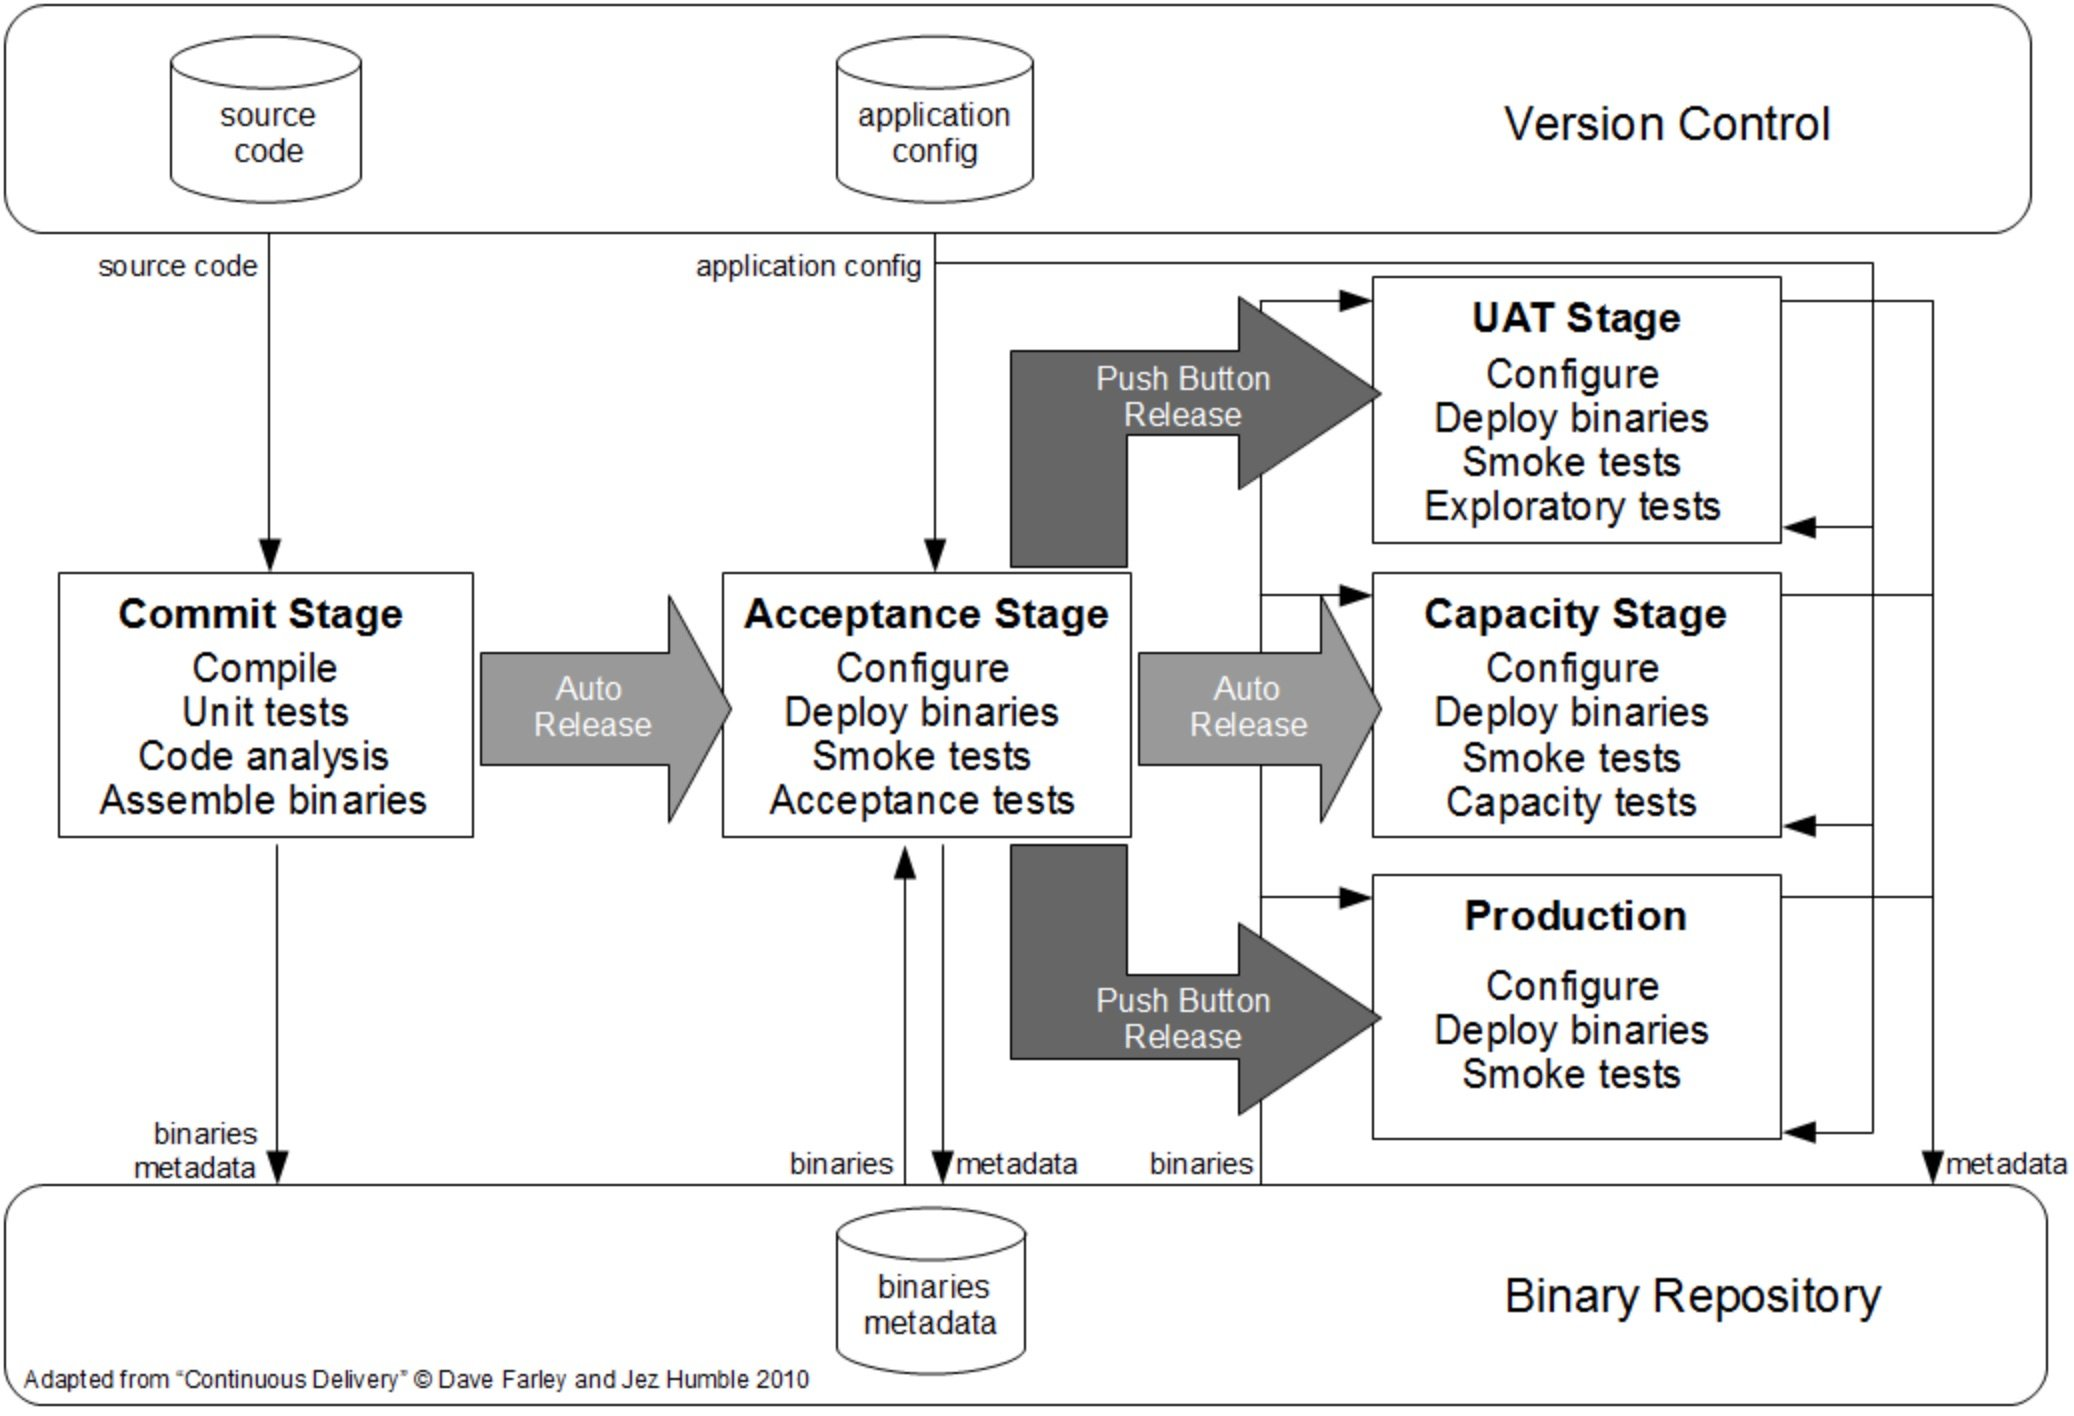 source
code
application
config
Version Control
source code
application config
UAT Stage
Configure
Deploy binaries
Smoke tests
Exploratory tests
Push Button
Release
Commit Stage
Compile
Unit tests
Code analysis
Assemble binaries
Auto
Release
Acceptance Stage
Configure
Deploy binaries
Smoke tests
Acceptance tests
Auto
Release
Capacity Stage
Configure
Deploy binaries
Smoke tests
Capacity tests
Push Button
Release
Production
Configure
Deploy binaries
Smoke tests
binaries
metadata
binaries
metadata
binaries
metadata
binaries
metadata
Binary Repository
Adapted from “Continuous Delivery” © Dave Farley and Jez Humble 2010